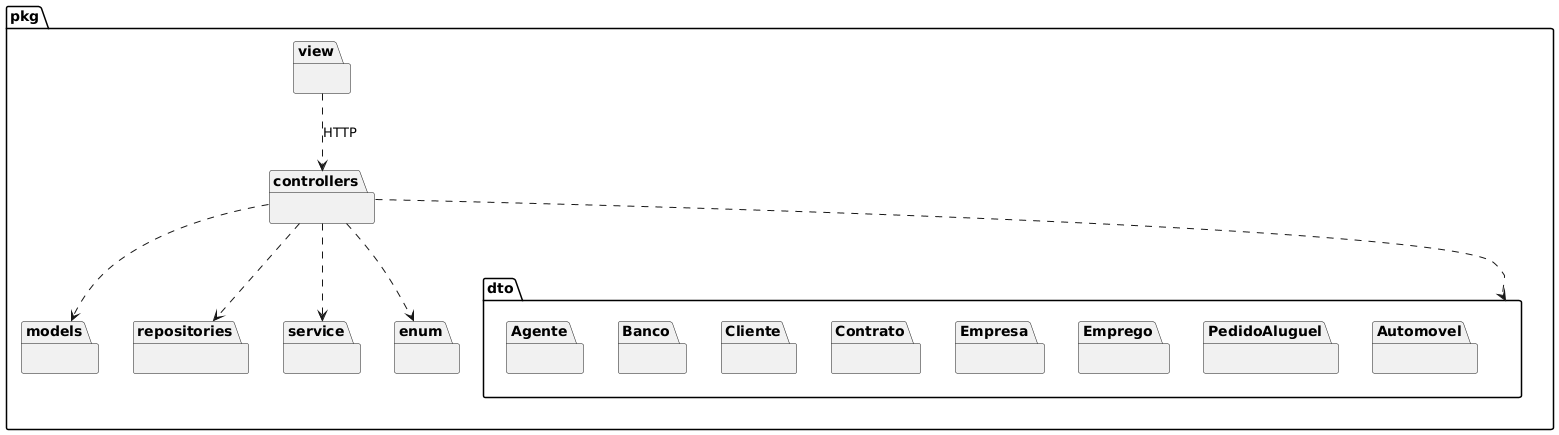 pkg
view
HTTP
controllers
dto
models
repositories
service
enum
Agente
Banco
Cliente
Contrato
Empresa
Emprego
PedidoAluguel
Automovel